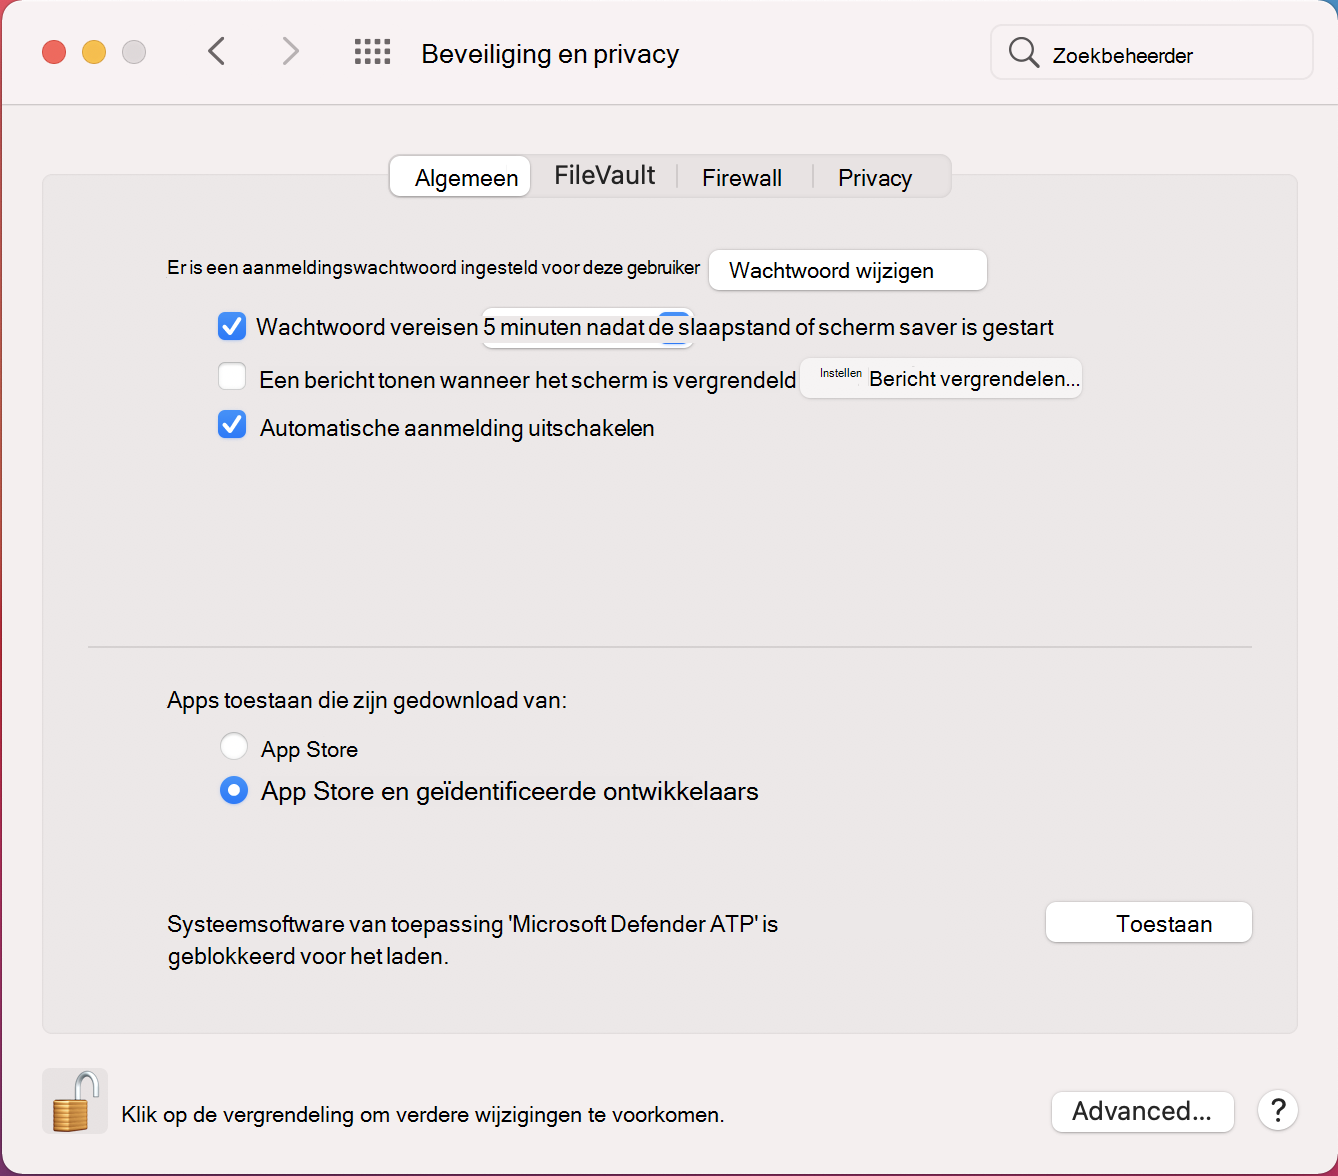 Beveiliging en privacy
Zoekbeheerder
Algemeen FileVault Firewall Privacy
Er is een aanmeldingswachtwoord ingesteld voor deze gebruiker Wachtwoord wijzigen
Wachtwoord vereisen 5 minuten nadat de slaapstand of scherm saver is gestart
Een bericht tonen wanneer het scherm is vergrendeld Instellen Bericht vergrendelen...
Automatische aanmelding uitschakelen
Apps toestaan die zijn gedownload van:
App Store
App Store en geïdentificeerde ontwikkelaars
Systeemsoftware van toepassing 'Microsoft Defender ATP' is
geblokkeerd voor het laden.
Toestaan
Klik op de vergrendeling om verdere wijzigingen te voorkomen.
Advanced... ?